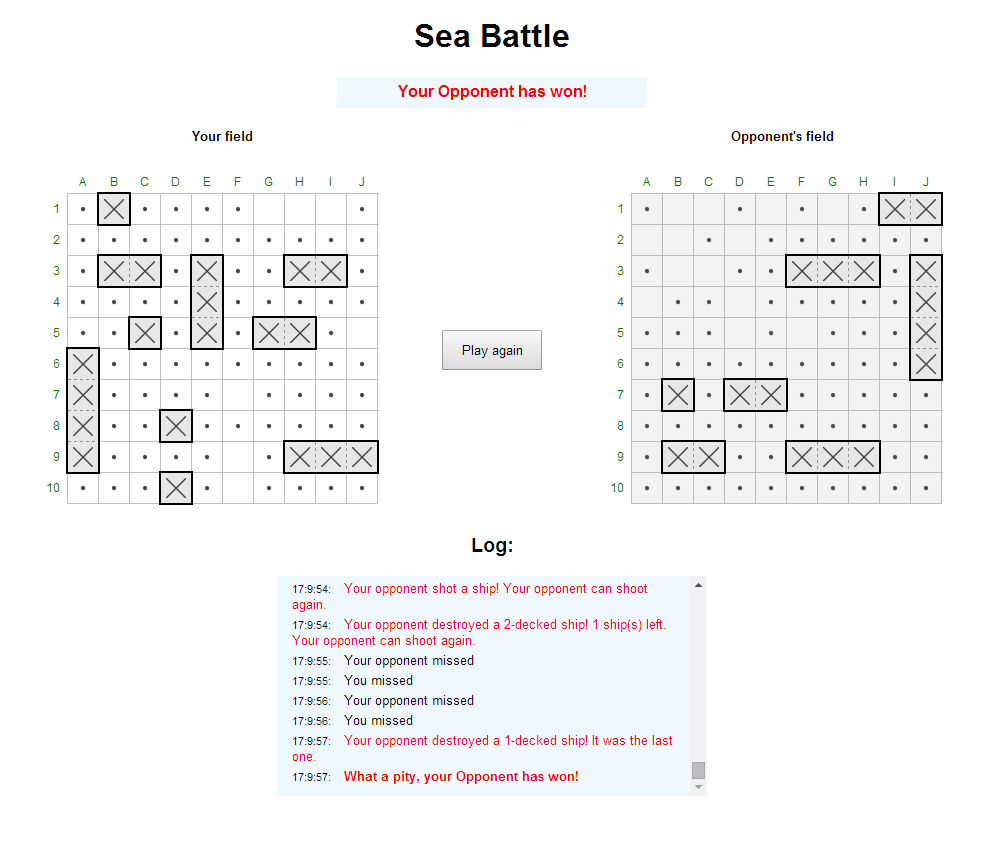 Sea Battle
Your Opponent has won!
Your field
Opponent's field
A B C D E F G H I J
A B C D E F G H I J
1
2
3
4
5
6
7
8
9
10
1
2
3
4
5
6
7
8
9
10
Play again
Log:
17:9:54: Your opponent shot a ship! Your opponent can shoot
again.
17:9:54: Your opponent destroyed a 2-decked ship! 1 ship(s) left.
Your opponent can shoot again.
17:9:55: Your opponent missed
17:9:55: You missed
17:9:56: Your opponent missed
17:9:56: You missed
17:9:57: Your opponent destroyed a 1-decked ship! It was the last
one.
17:9:57: What a pity, your Opponent has won!